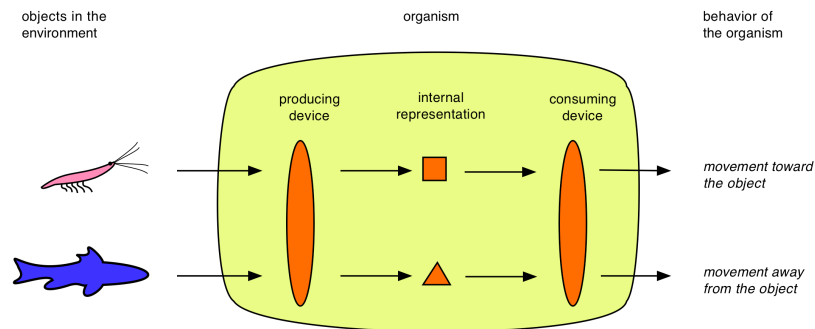 objects in the
environment
organism
behavior of
the organism
producing
device
internal
representation
consuming
device
movement toward
the object
movement away
from the object